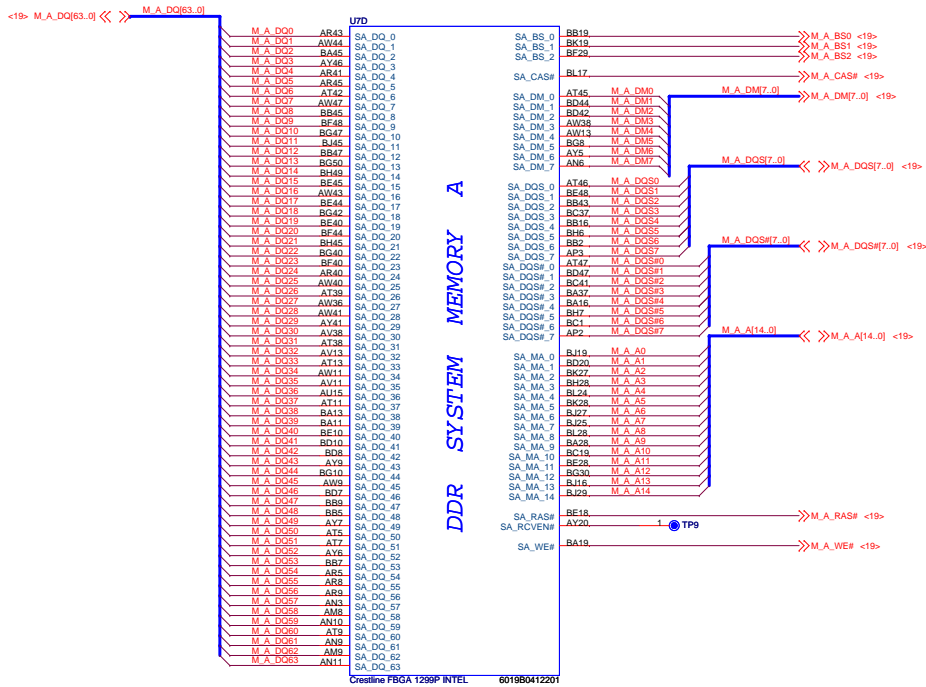 <19> M_A_DQ[63..0]
M_A_DQ[63..0]
U7D
M_A_DQ0 AR43 SA_DQ_0
M_A_DQ1 AW44 SA_DQ_1
M_A_DQ2 BA45 SA_DQ_2
M_A_DQ3 AY46 SA_DQ_3
M_A_DQ4 AR41 SA_DQ_4
M_A_DQ5 AR45 SA_DQ_5
M_A_DQ6 AT42 SA_DQ_6
M_A_DQ7 AW47 SA_DQ_7
M_A_DQ8 BB45 SA_DQ_8
M_A_DQ9 BF48 SA_DQ_9
M_A_DQ10 BG47 SA_DQ_10
M_A_DQ11 BJ45 SA_DQ_11
M_A_DQ12 BB47 SA_DQ_12
M_A_DQ13 BG50 SA_DQ_13
M_A_DQ14 BH49 SA_DQ_14
M_A_DQ15 BE45 SA_DQ_15
M_A_DQ16 AW43 SA_DQ_16
M_A_DQ17 BE44 SA_DQ_17
M_A_DQ18 BG42 SA_DQ_18
M_A_DQ19 BE40 SA_DQ_19
M_A_DQ20 BF44 SA_DQ_20
M_A_DQ21 BH45 SA_DQ_21
M_A_DQ22 BG40 SA_DQ_22
M_A_DQ23 BF40 SA_DQ_23
M_A_DQ24 AR40 SA_DQ_24
M_A_DQ25 AW40 SA_DQ_25
M_A_DQ26 AT39 SA_DQ_26
M_A_DQ27 AW36 SA_DQ_27
M_A_DQ28 AW41 SA_DQ_28
M_A_DQ29 AY41 SA_DQ_29
M_A_DQ30 AV38 SA_DQ_30
M_A_DQ31 AT38 SA_DQ_31
M_A_DQ32 AV13 SA_DQ_32
M_A_DQ33 AT13 SA_DQ_33
M_A_DQ34 AW11 SA_DQ_34
M_A_DQ35 AV11 SA_DQ_35
M_A_DQ36 AU15 SA_DQ_36
M_A_DQ37 AT11 SA_DQ_37
M_A_DQ38 BA13 SA_DQ_38
M_A_DQ39 BA11 SA_DQ_39
M_A_DQ40 BE10 SA_DQ_40
M_A_DQ41 BD10 SA_DQ_41
M_A_DQ42 BD8 SA_DQ_42
M_A_DQ43 AY9 SA_DQ_43
M_A_DQ44 BG10 SA_DQ_44
M_A_DQ45 AW9 SA_DQ_45
M_A_DQ46 BD7 SA_DQ_46
M_A_DQ47 BB9 SA_DQ_47
M_A_DQ48 BB5 SA_DQ_48
M_A_DQ49 AY7 SA_DQ_49
M_A_DQ50 AT5 SA_DQ_50
M_A_DQ51 AT7 SA_DQ_51
M_A_DQ52 AY6 SA_DQ_52
M_A_DQ53 BB7 SA_DQ_53
M_A_DQ54 AR5 SA_DQ_54
M_A_DQ55 AR8 SA_DQ_55
M_A_DQ56 AR9 SA_DQ_56
M_A_DQ57 AN3 SA_DQ_57
M_A_DQ58 AM8 SA_DQ_58
M_A_DQ59 AN10 SA_DQ_59
M_A_DQ60 AT9 SA_DQ_60
M_A_DQ61 AN9 SA_DQ_61
M_A_DQ62 AM9 SA_DQ_62
M_A_DQ63 AN11 SA_DQ_63
DDR SYSTEM MEMORY A
SA_BS_0 BB19 M_A_BS0 <19>
SA_BS_1 BK19 M_A_BS1 <19>
SA_BS_2 BF29 M_A_BS2 <19>
SA_CAS# BL17 M_A_CAS# <19>
SA_DM_0 AT45 M_A_DM0
SA_DM_1 BD44 M_A_DM1
SA_DM_2 BD42 M_A_DM2
SA_DM_3 AW38 M_A_DM3
SA_DM_4 AW13 M_A_DM4
SA_DM_5 BG8 M_A_DM5
SA_DM_6 AY5 M_A_DM6
SA_DM_7 AN6 M_A_DM7
M_A_DM[7..0] M_A_DM[7..0] <19>
SA_DQS_0 AT46 M_A_DQS0
SA_DQS_1 BE48 M_A_DQS1
SA_DQS_2 BB43 M_A_DQS2
SA_DQS_3 BC37 M_A_DQS3
SA_DQS_4 BB16 M_A_DQS4
SA_DQS_5 BH6 M_A_DQS5
SA_DQS_6 BB2 M_A_DQS6
SA_DQS_7 AP3 M_A_DQS7
M_A_DQS[7..0] M_A_DQS[7..0] <19>
SA_DQS#_0 AT47 M_A_DQS#0
SA_DQS#_1 BD47 M_A_DQS#1
SA_DQS#_2 BC41 M_A_DQS#2
SA_DQS#_3 BA37 M_A_DQS#3
SA_DQS#_4 BA16 M_A_DQS#4
SA_DQS#_5 BH7 M_A_DQS#5
SA_DQS#_6 BC1 M_A_DQS#6
SA_DQS#_7 AP2 M_A_DQS#7
M_A_DQS#[7..0] M_A_DQS#[7..0] <19>
SA_MA_0 BJ19 M_A_A0
SA_MA_1 BD20 M_A_A1
SA_MA_2 BK27 M_A_A2
SA_MA_3 BH28 M_A_A3
SA_MA_4 BL24 M_A_A4
SA_MA_5 BK28 M_A_A5
SA_MA_6 BJ27 M_A_A6
SA_MA_7 BJ25 M_A_A7
SA_MA_8 BL28 M_A_A8
SA_MA_9 BA28 M_A_A9
SA_MA_10 BC19 M_A_A10
SA_MA_11 BE28 M_A_A11
SA_MA_12 BG30 M_A_A12
SA_MA_13 BJ16 M_A_A13
SA_MA_14 BJ29 M_A_A14
M_A_A[14..0] M_A_A[14..0] <19>
SA_RAS# BE18 M_A_RAS# <19>
SA_RCVEN# AY20 1 TP9
SA_WE# BA19 M_A_WE# <19>
Crestline FBGA 1299P INTEL 6019B0412201